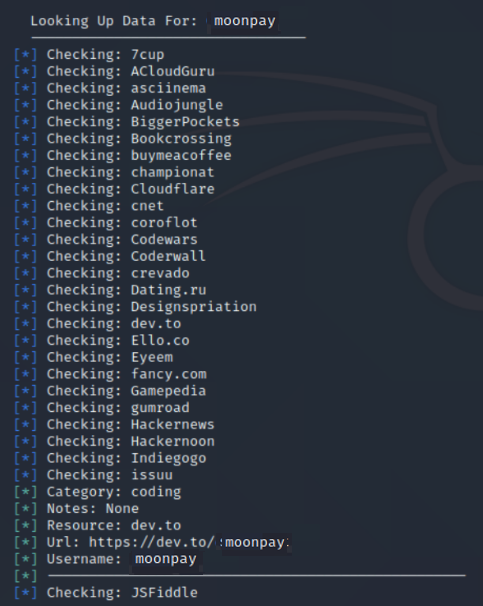 Looking Up Data For: moonpay
[*] Checking: 7cup
[*] Checking: ACloudGuru
[*] Checking: asciinema
[*] Checking: Audiojungle
[*] Checking: BiggerPockets
[*] Checking: Bookcrossing
[*] Checking: buymeacoffee
[*] Checking: championat
[*] Checking: Cloudflare
[*] Checking: cnet
[*] Checking: coroflot
[*] Checking: Codewars
[*] Checking: Coderwall
[*] Checking: crevado
[*] Checking: Dating.ru
[*] Checking: Designspriation
[*] Checking: dev.to
[*] Checking: Ello.co
[*] Checking: Eyeem
[*] Checking: fancy.com
[*] Checking: Gamepedia
[*] Checking: gumroad
[*] Checking: Hackernews
[*] Checking: Hackernoon
[*] Checking: Indiegogo
[*] Checking: issuu
[*] Category: coding
[*] Notes: None
[*] Resource: dev.to
[*] Url: https://dev.to/moonpay
[*] Username: moonpay
[*]
[*] Checking: JSFiddle